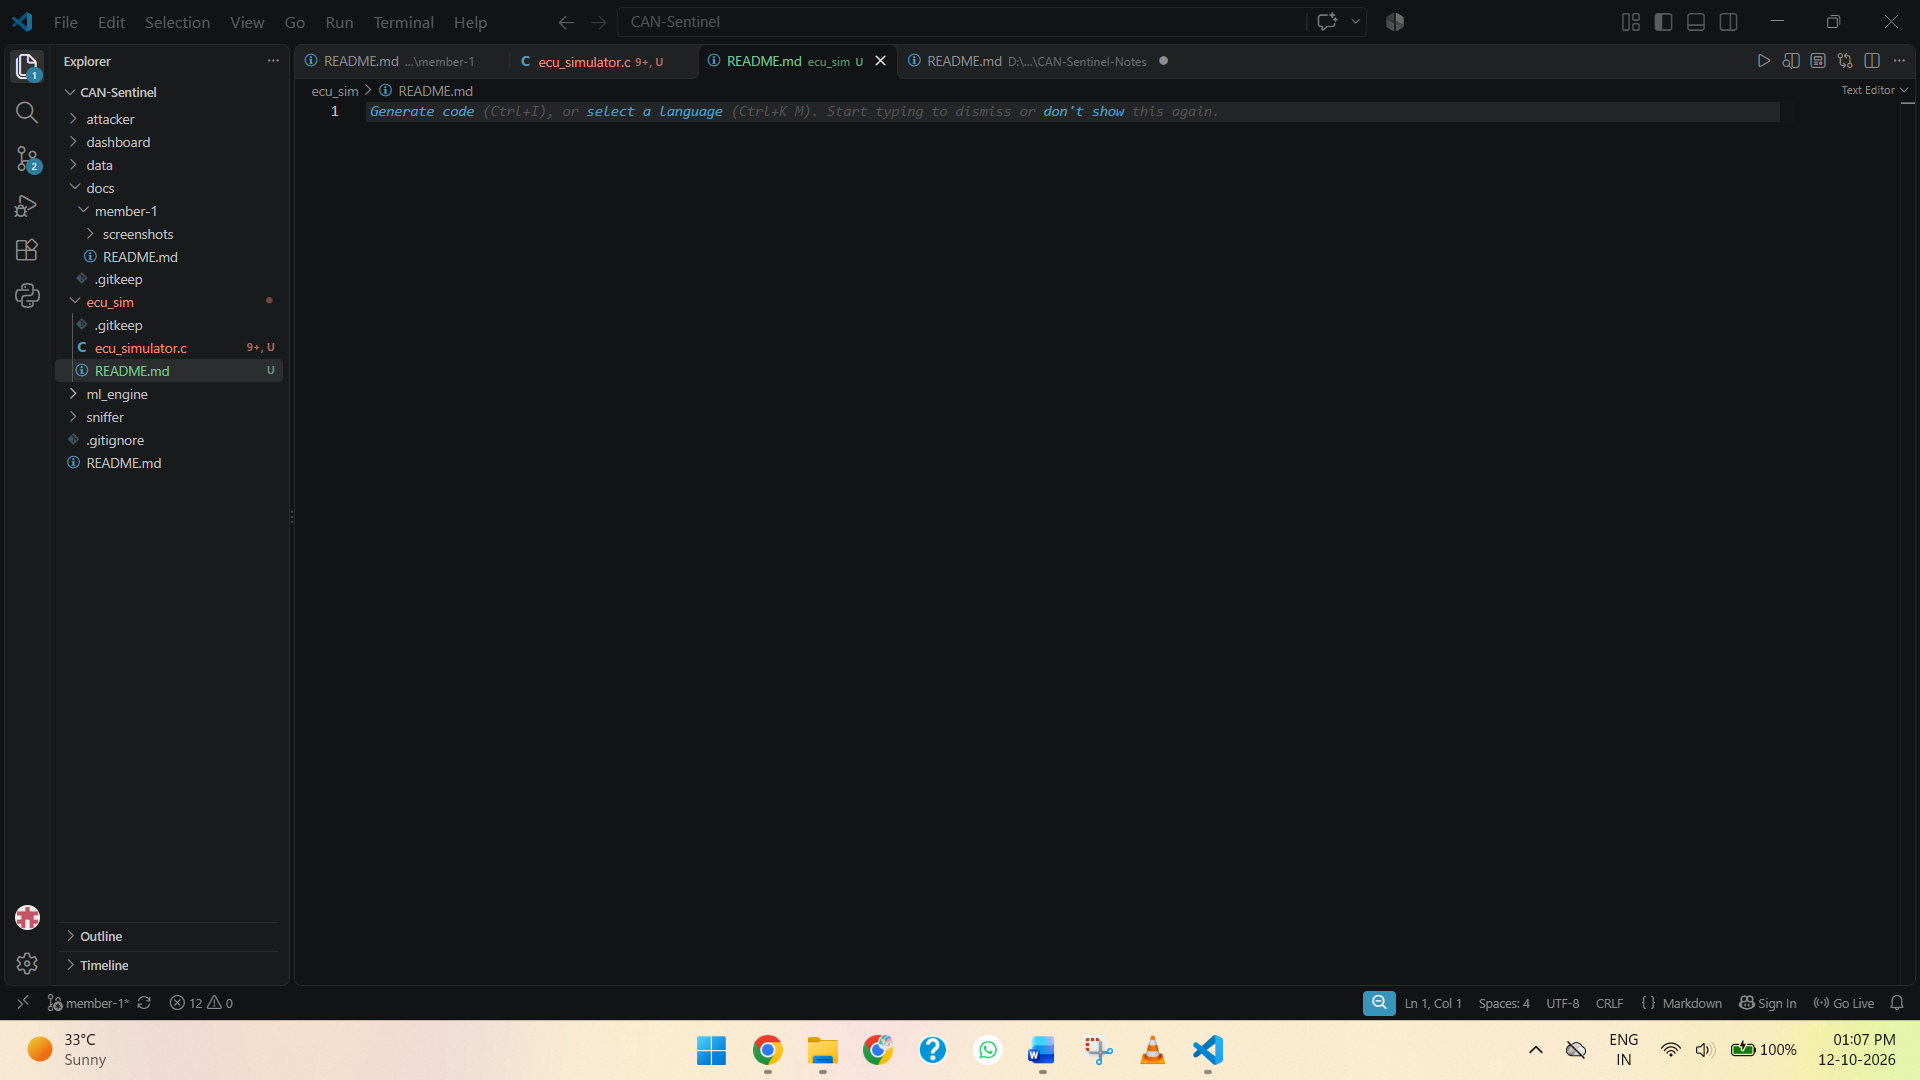 File Edit Selection View Go Run Terminal Help
CAN-Sentinel
Explorer
1
README.md ...\member-1
C ecu_simulator.c 9+, U
README.md ecu_sim U
README.md D:\...\CAN-Sentinel-Notes
CAN-Sentinel
ecu_sim > README.md
Text Editor
1 Generate code (Ctrl+I), or select a language (Ctrl+K M). Start typing to dismiss or don't show this again.
attacker
dashboard
2
data
docs
member-1
screenshots
README.md
.gitkeep
ecu_sim
.gitkeep
C ecu_simulator.c 9+, U
README.md U
ml_engine
sniffer
.gitignore
README.md
Outline
Timeline
member-1* 12 0
Ln 1, Col 1 Spaces: 4 UTF-8 CRLF { } Markdown Sign In Go Live
33°C
Sunny
W
ENG
IN
100%
01:07 PM
12-10-2026